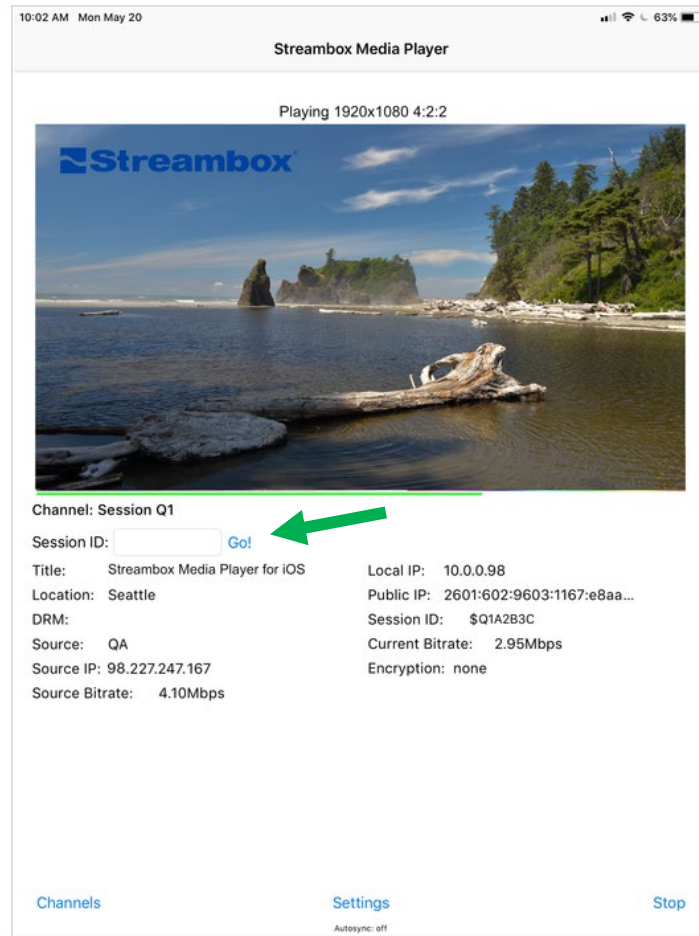 10:02 AM Mon May 20 63%
Streambox Media Player
Playing 1920x1080 4:2:2
Streambox
Channel: Session Q1
Session ID: Go!
Title: Streambox Media Player for iOS
Local IP: 10.0.0.98
Location: Seattle
Public IP: 2601:602:9603:1167:e8aa...
DRM:
Session ID: $Q1A2B3C
Source: QA
Current Bitrate: 2.95Mbps
Source IP: 98.227.247.167
Encryption: none
Source Bitrate: 4.10Mbps
Channels Settings Stop
Autosync: off